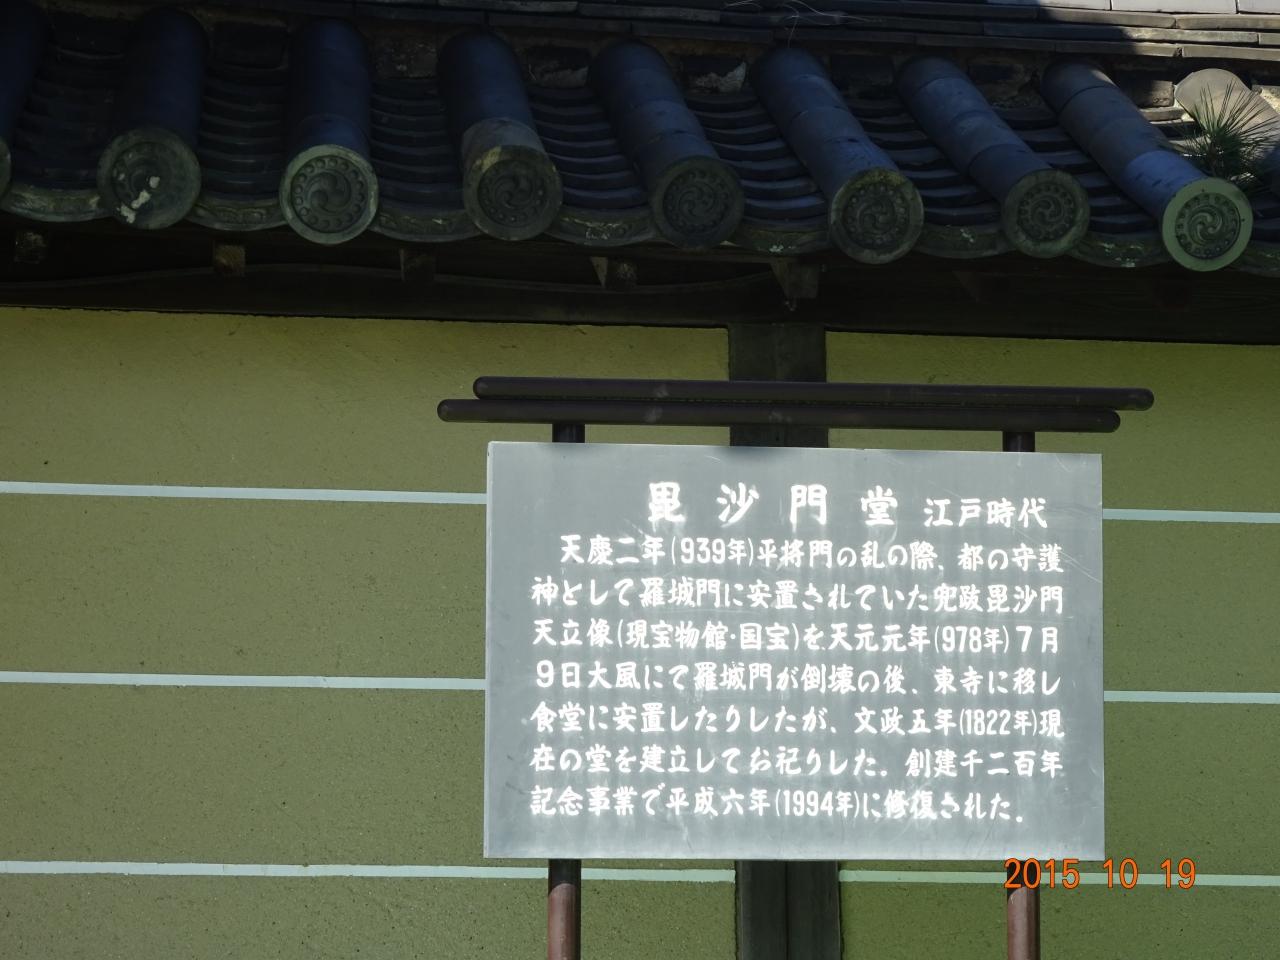 毘沙門堂 江戸時代
天慶二年(939年)平将門の乱の際、都の守護
神として羅城門に安置されていた兜跋毘沙門
天立像(現宝物館・国宝)を天元元年(978年)7月
9日大風にて羅城門が倒壊の後、東寺に移し
食堂に安置したりしたが、文政五年(1822年)現
在の堂を建立してお祀りした。創建千二百年
記念事業で平成六年(1994年)に修復された。
2015 10 19